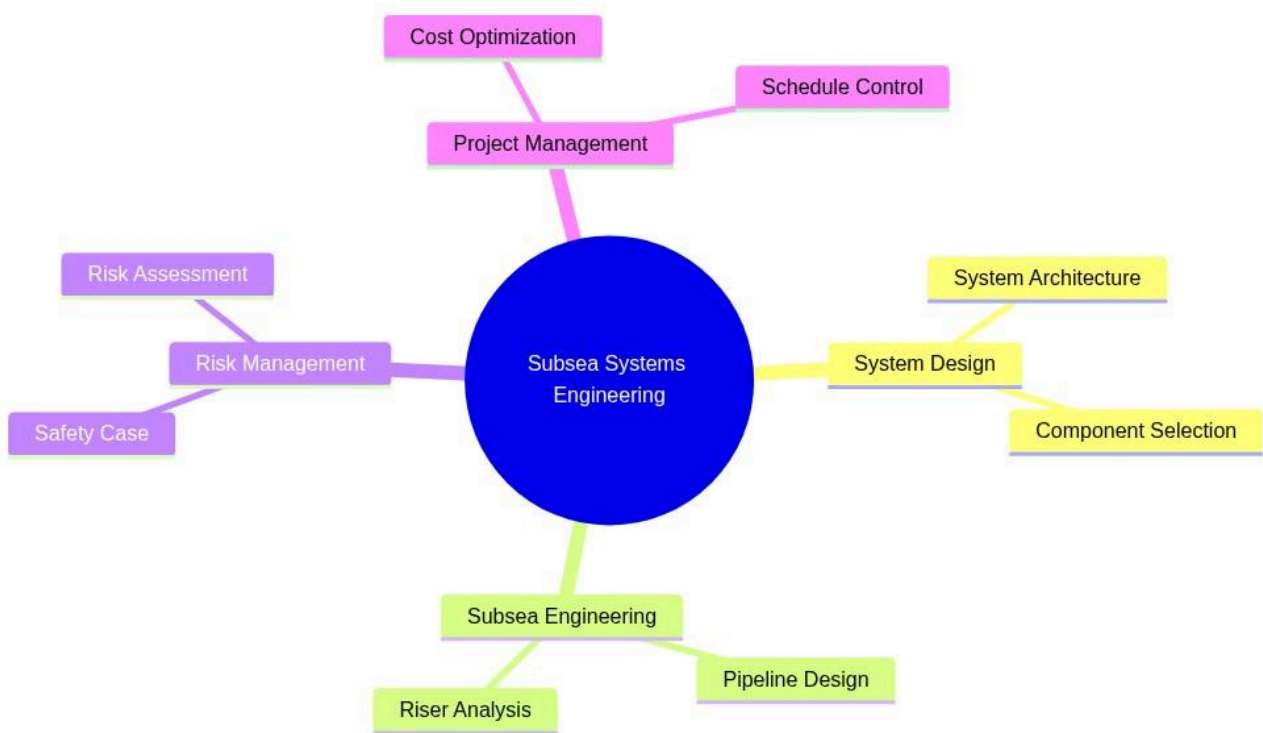 Cost Optimization
Schedule Control
Project Management
Risk Assessment
System Architecture
Risk Management
Subsea Systems
Engineering
System Design
Safety Case
Component Selection
Subsea Engineering
Pipeline Design
Riser Analysis